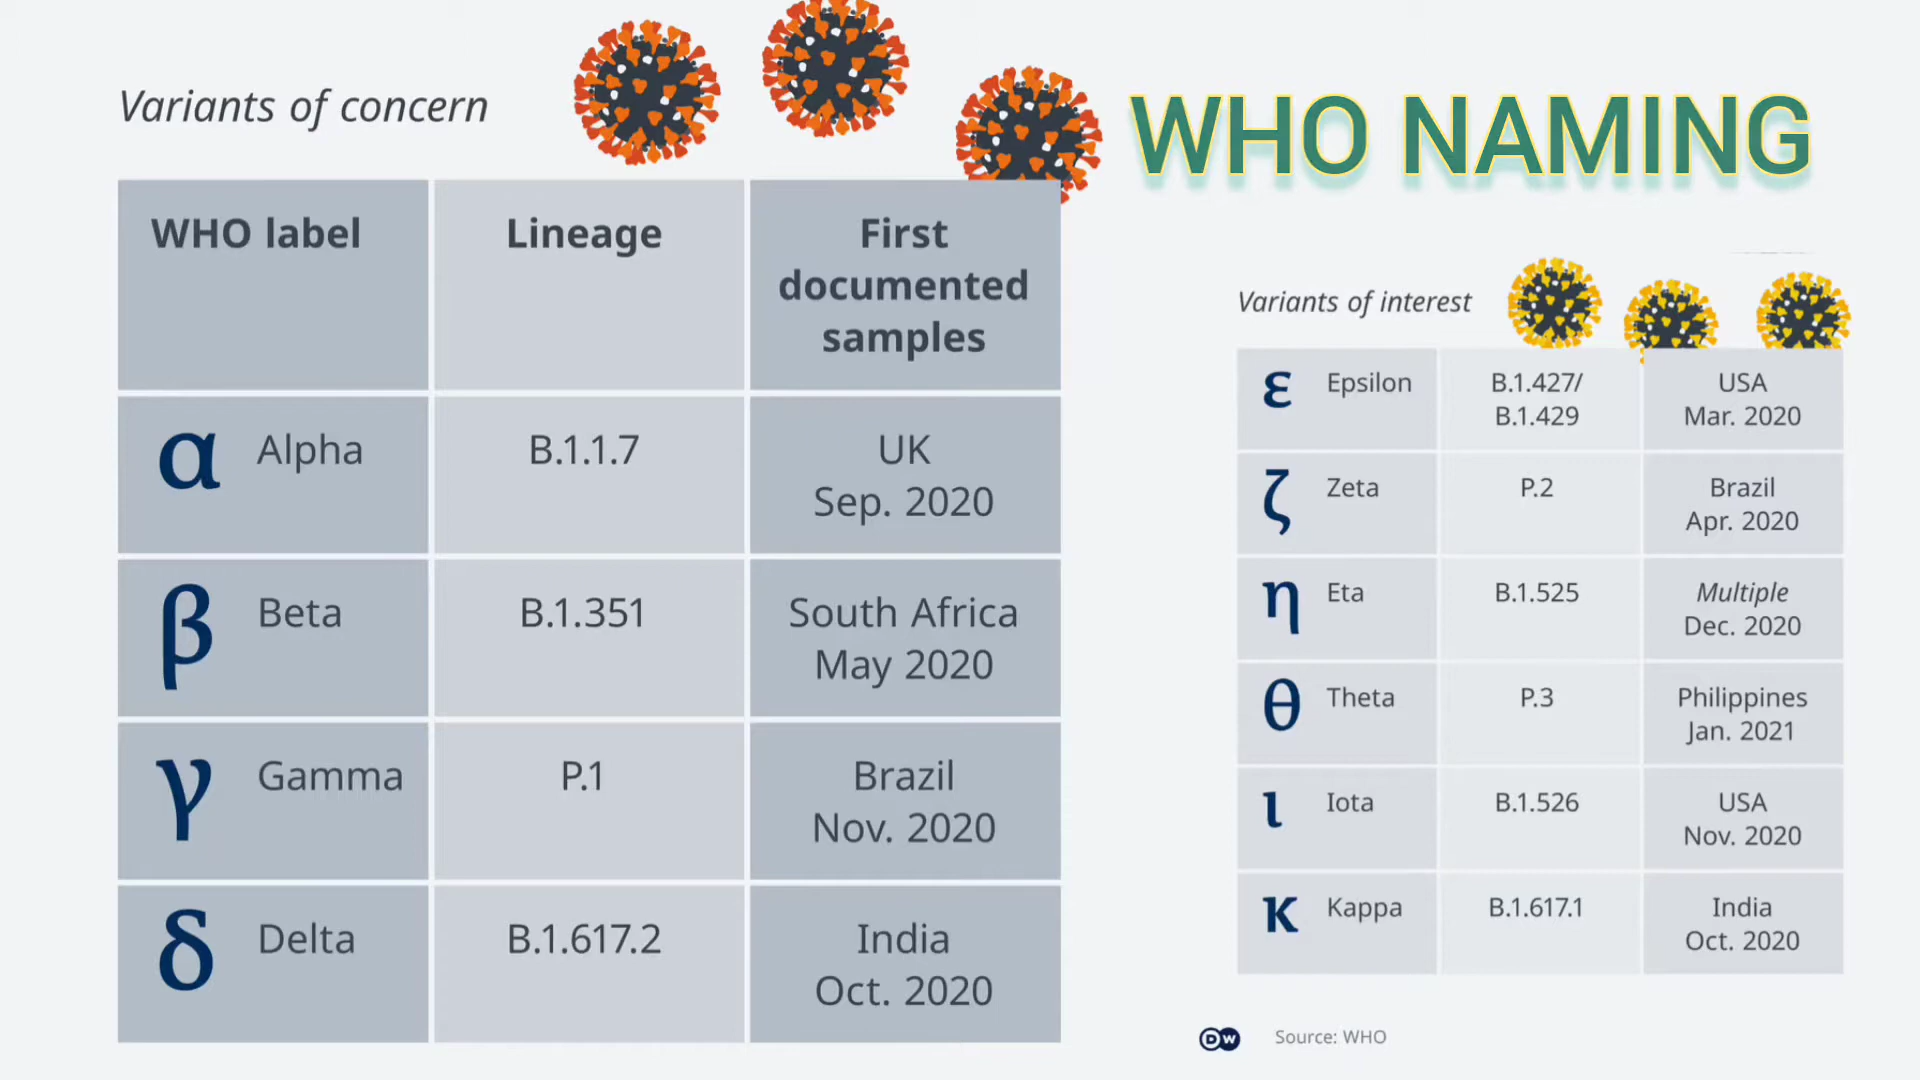 Variants of concern
WHO NAMING
WHO label Lineage First
documented
samples
α Alpha B.1.1.7 UK
Sep. 2020
β Beta B.1.351 South Africa
May 2020
γ Gamma P.1 Brazil
Nov. 2020
δ Delta B.1.617.2 India
Oct. 2020
Variants of interest
ε Epsilon B.1.427/ USA
B.1.429 Mar. 2020
ζ Zeta P.2 Brazil
Apr. 2020
η Eta B.1.525 Multiple
Dec. 2020
θ Theta P.3 Philippines
Jan. 2021
ι Iota B.1.526 USA
Nov. 2020
κ Kappa B.1.617.1 India
Oct. 2020
DW Source: WHO